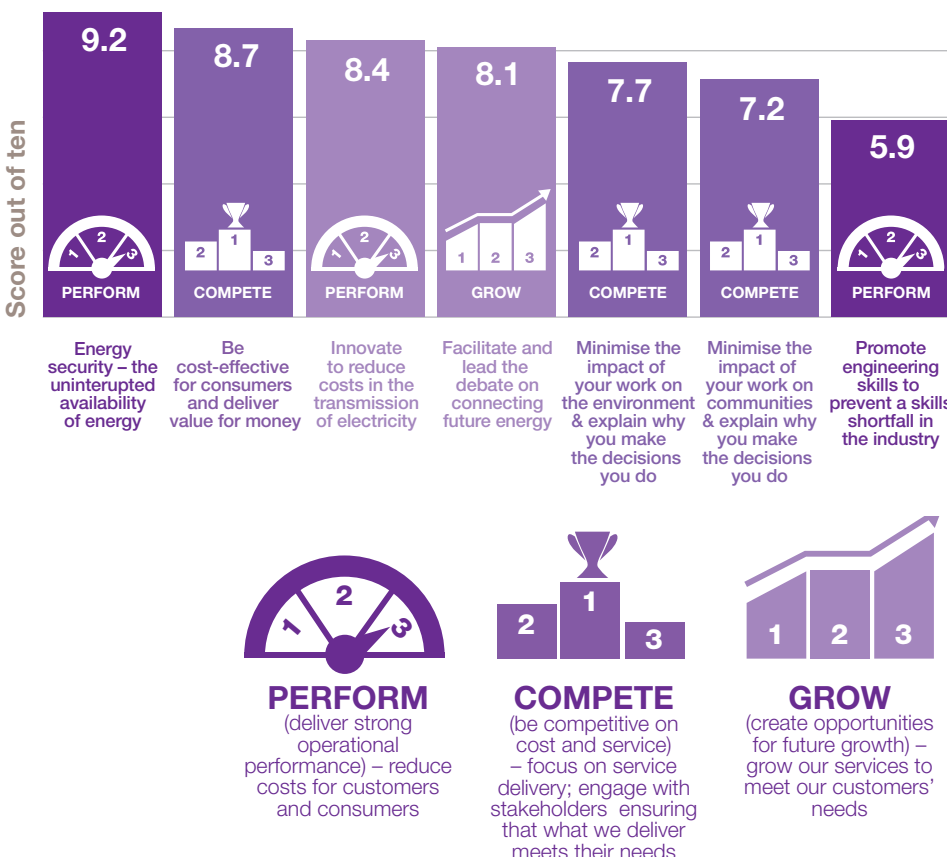 Score out of ten
9.2
8.7
8.4
8.1
7.7
7.2
5.9
1 2 3
PERFORM
2 1 3
COMPETE
1 2 3
PERFORM
1 2 3
GROW
2 1 3
COMPETE
2 1 3
COMPETE
1 2 3
PERFORM
Energy
security – the
uninterupted
availability
of energy
Be
cost-effective
for consumers
and deliver
value for money
Innovate
to reduce
costs in the
transmission
of electricity
Facilitate and
lead the
debate on
connecting
future energy
Minimise the
impact of
your work on
the environment
& explain why
you make
the decisions
you do
Minimise the
impact of
your work on
communities
& explain why
you make
the decisions
you do
Promote
engineering
skills to
prevent a skills
shortfall in
the industry
1 2 3
PERFORM
(deliver strong
operational
performance) – reduce
costs for customers
and consumers
2 1 3
COMPETE
(be competitive on
cost and service)
– focus on service
delivery; engage with
stakeholders ensuring
that what we deliver
meets their needs
1 2 3
GROW
(create opportunities
for future growth) –
grow our services to
meet our customers’
needs